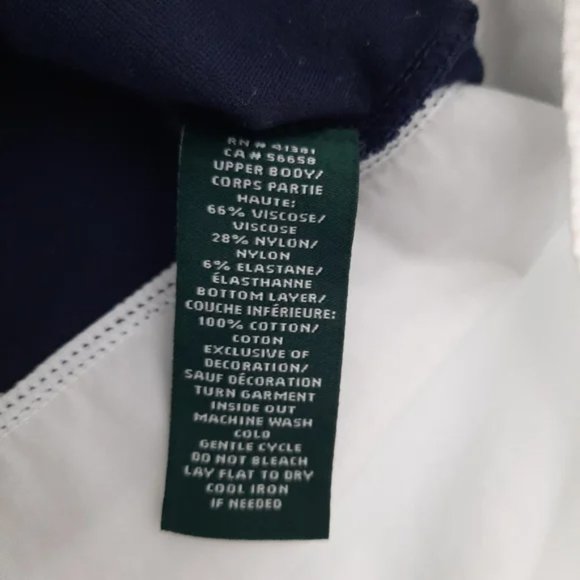 RN # 41381
CA # 56658
UPPER BODY/
CORPS PARTIE
HAUTE:
66% VISCOSE/
VISCOSE
28% NYLON/
NYLON
6% ELASTANE/
ÉLASTHANNE
BOTTOM LAYER/
COUCHE INFÉRIEURE:
100% COTTON/
COTON
EXCLUSIVE OF
DECORATION/
SAUF DÉCORATION
TURN GARMENT
INSIDE OUT
MACHINE WASH
COLD
GENTLE CYCLE
DO NOT BLEACH
LAY FLAT TO DRY
COOL IRON
IF NEEDED